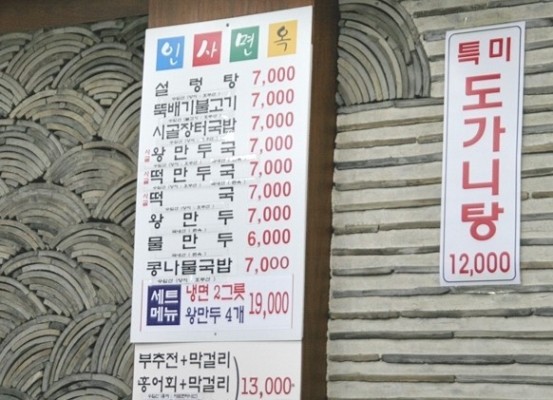 인사면옥
설렁탕 7,000
뚝배기불고기 7,000
시골장터국밥 7,000
왕만두국 7,000
떡만두국 7,000
떡국 7,000
왕만두 7,000
물만두 6,000
콩나물국밥 7,000
세트메뉴 냉면 2그릇 왕만두 4개 19,000
부추전+막걸리
홍어회+막걸리 13,000
특미
도가니탕
12,000